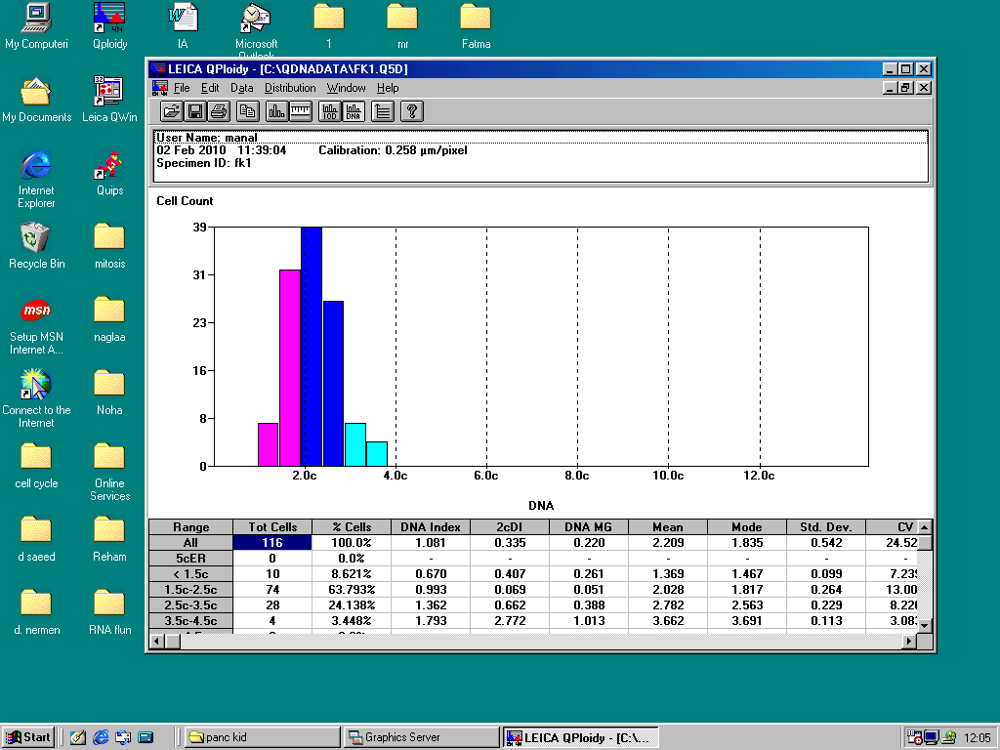 My Computeri
Qploidy
4N
IA
Microsoft
Outlook
1
mr
Fatma
My Documents
Leica QWin
Internet
Explorer
Quips
Recycle Bin
mitosis
msn
Setup MSN
Internet A...
naglaa
Connect to the
Internet
Noha
cell cycle
Online
Services
d saeed
Reham
d. nermen
RNA flun
LEICA QPloidy - [C:\QDNADATA\FK1.Q5D]
File Edit Data Distribution Window Help
IOD DNA
User Name: manal
02 Feb 2010 11:39:04 Calibration: 0.258 µm/pixel
Specimen ID: fk1
Cell Count
39
31
23
16
8
0
2.0c 4.0c 6.0c 8.0c 10.0c 12.0c
DNA
Range Tot Cells % Cells DNA Index 2cDI DNA MG Mean Mode Std. Dev. CV
All 116 100.0% 1.081 0.335 0.220 2.209 1.835 0.542 24.52
5cER 0 0.0% - - - - - - -
< 1.5c 10 8.621% 0.670 0.407 0.261 1.369 1.467 0.099 7.239
1.5c-2.5c 74 63.793% 0.993 0.069 0.051 2.028 1.817 0.264 13.00
2.5c-3.5c 28 24.138% 1.362 0.662 0.388 2.782 2.563 0.229 8.220
3.5c-4.5c 4 3.448% 1.793 2.772 1.013 3.662 3.691 0.113 3.08
Start panc kid Graphics Server LEICA QPloidy - [C:\... 12:05